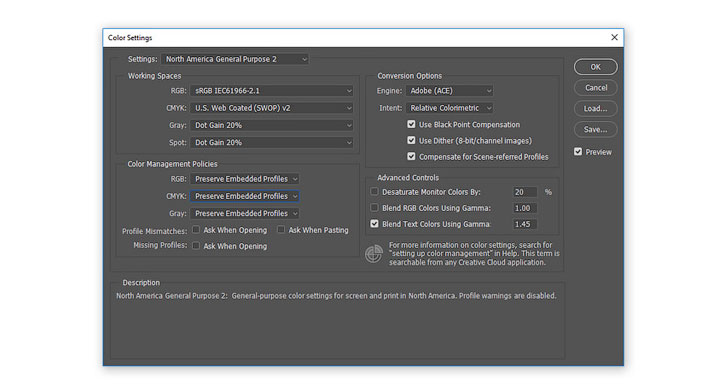 Color Settings
Settings: North America General Purpose 2
Working Spaces
RGB: sRGB IEC61966-2.1
CMYK: U.S. Web Coated (SWOP) v2
Gray: Dot Gain 20%
Spot: Dot Gain 20%
Color Management Policies
RGB: Preserve Embedded Profiles
CMYK: Preserve Embedded Profiles
Gray: Preserve Embedded Profiles
Profile Mismatches: Ask When Opening Ask When Pasting
Missing Profiles: Ask When Opening
Conversion Options
Engine: Adobe (ACE)
Intent: Relative Colorimetric
Use Black Point Compensation
Use Dither (8-bit/channel images)
Compensate for Scene-referred Profiles
Advanced Controls
Desaturate Monitor Colors By: 20 %
Blend RGB Colors Using Gamma: 1.00
Blend Text Colors Using Gamma: 1.45
For more information on color settings, search for
"setting up color management" in Help. This term is
searchable from any Creative Cloud application.
OK
Cancel
Load...
Save...
Preview
Description
North America General Purpose 2: General-purpose color settings for screen and print in North America. Profile warnings are disabled.